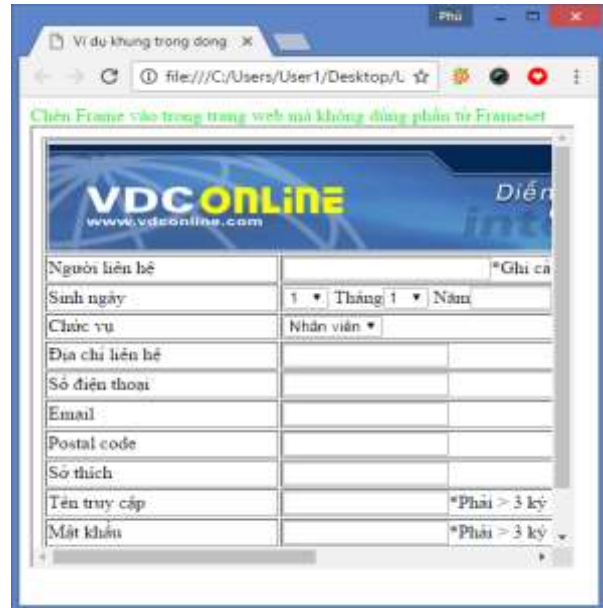 Phú
Ví dụ khung trong dong
file:///C:/Users/User1/Desktop/L
Chèn Frame vào trong trang web mà không dùng phần tử Frameset
VDCONLINE
www.vdconline.com
Diễn
int
Người liên hệ *Ghi cả
Sinh ngày 1 Tháng 1 Năm
Chức vụ Nhân viên
Địa chỉ liên hệ
Số điện thoại
Email
Postal code
Sở thích
Tên truy cập *Phải > 3 ký
Mật khẩu *Phải > 3 ký